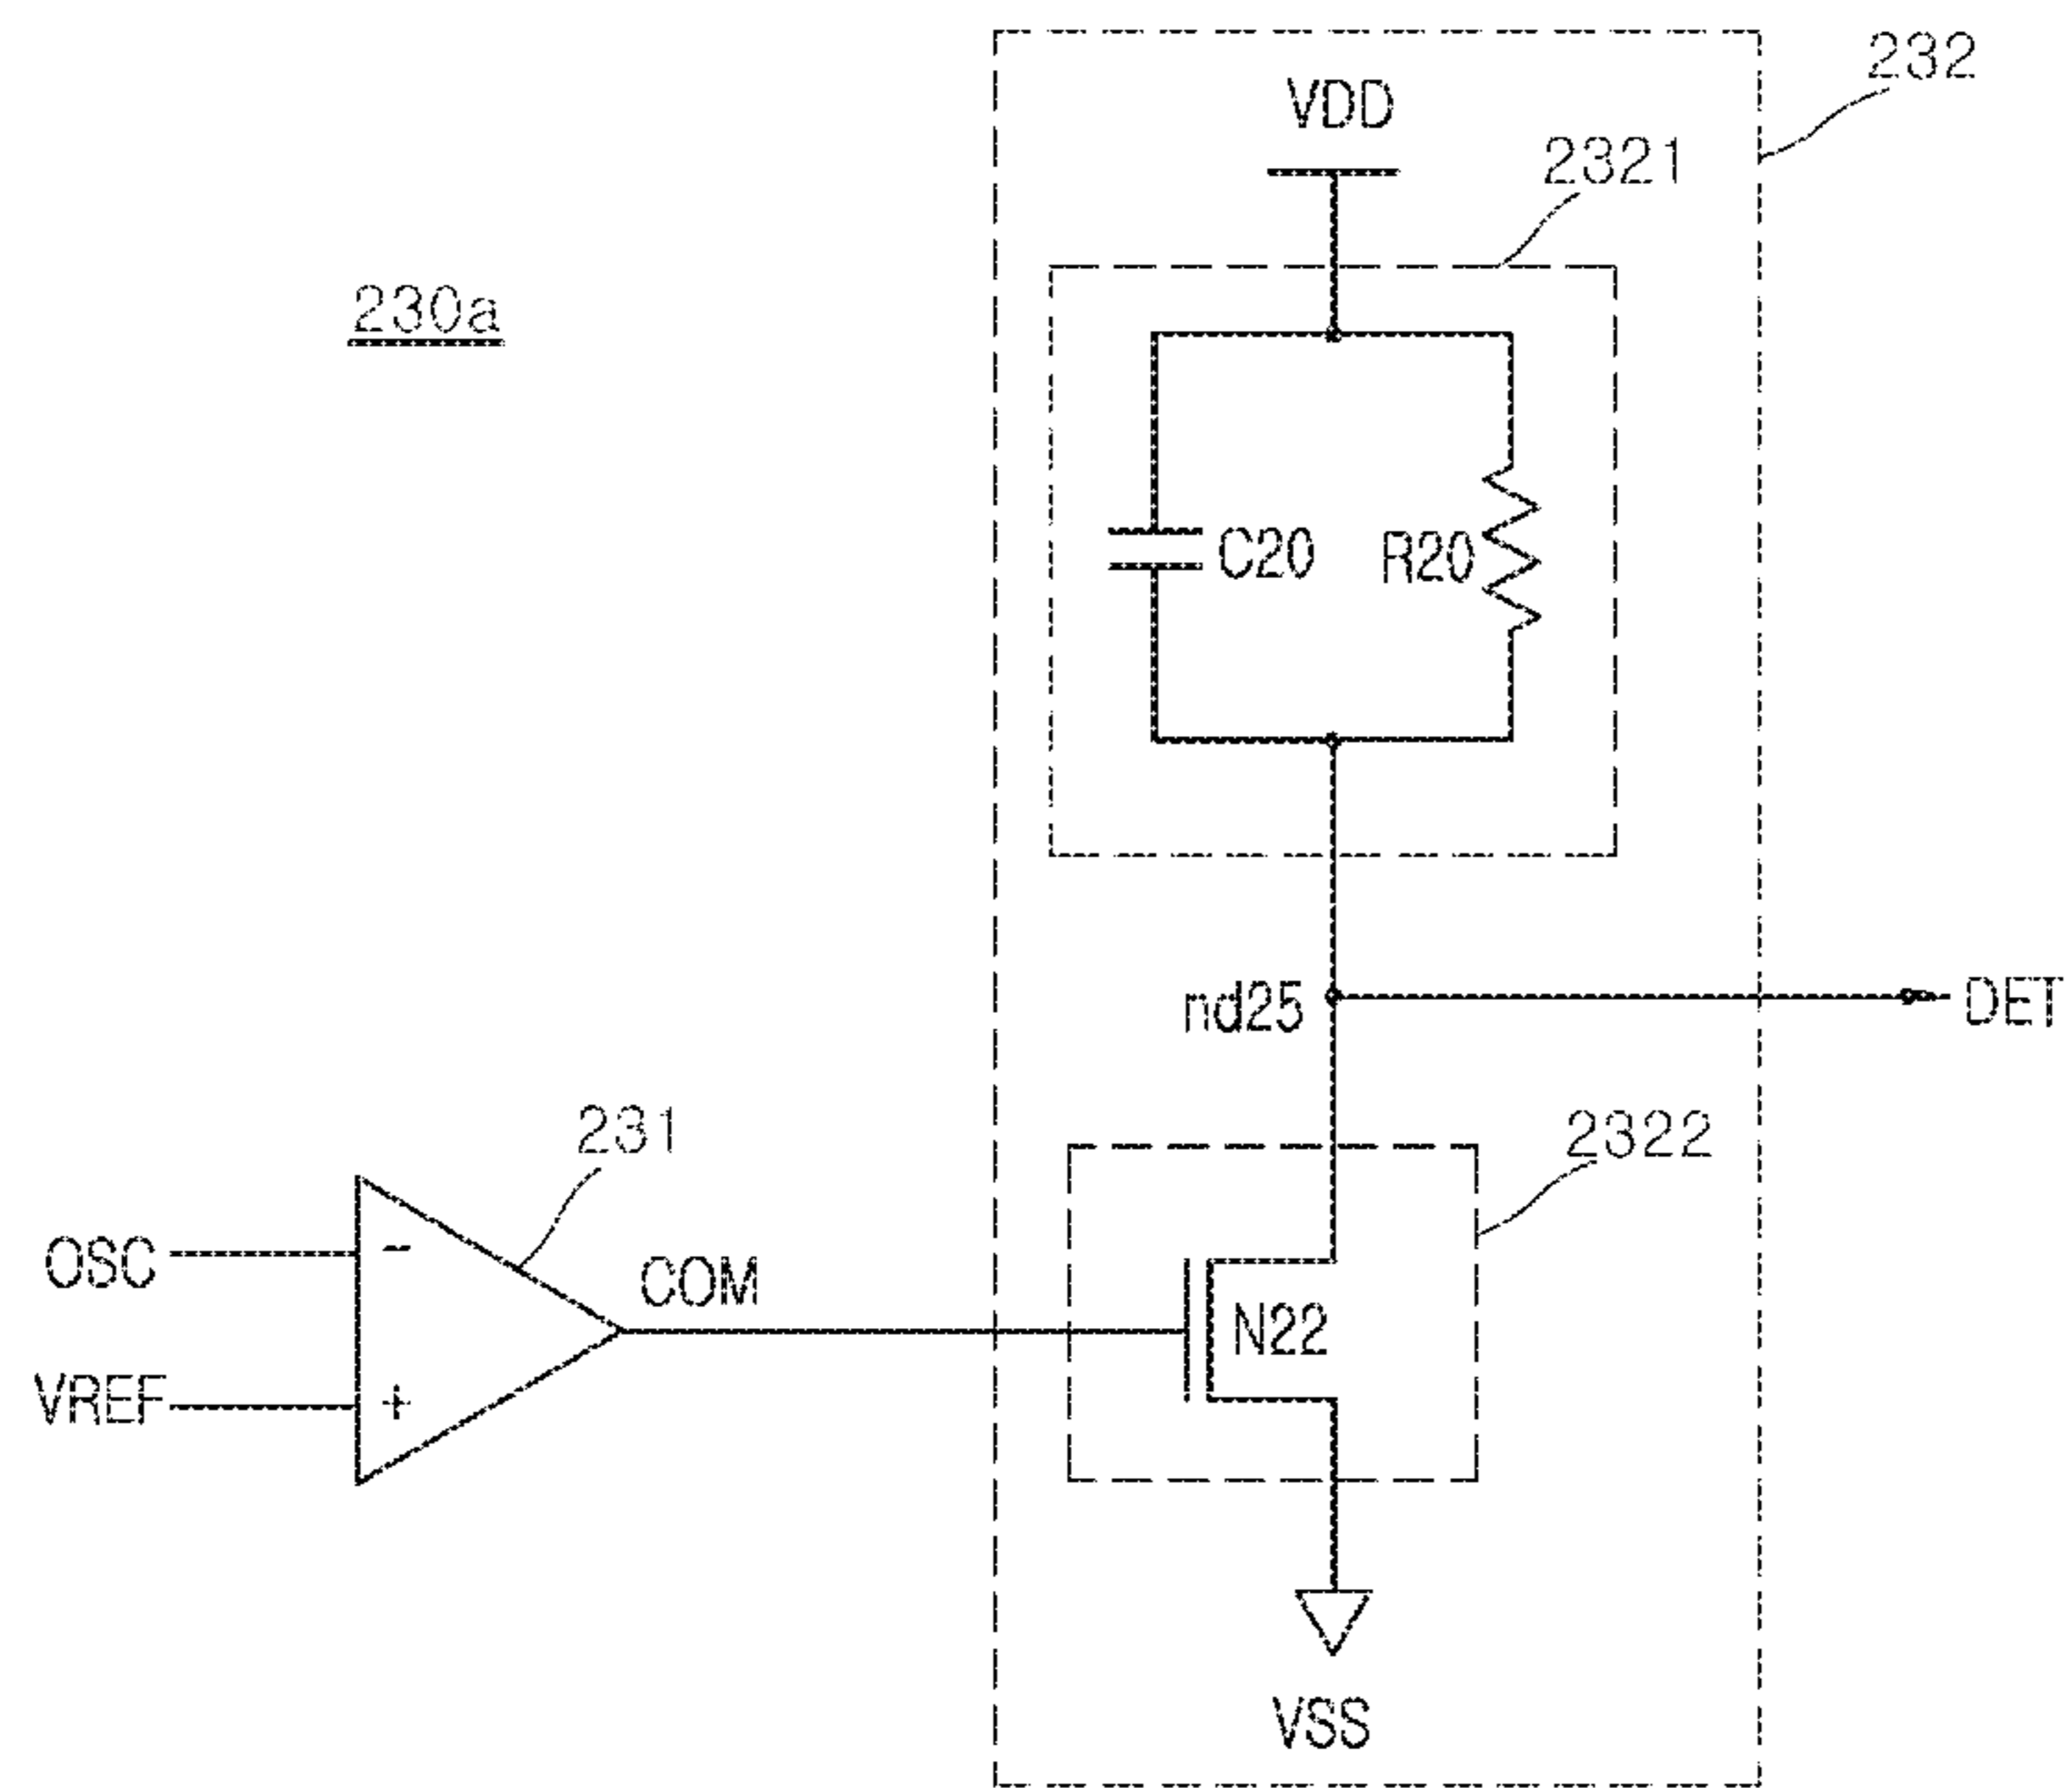 232
VDD
2321
230a
C20
R20
nd25
DET
231
2322
OSC
-
COM
N22
VREF
+
VSS